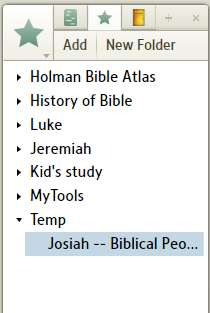 Add New Folder
Holman Bible Atlas
History of Bible
Luke
Jeremiah
Kid's study
MyTools
Temp
Josiah -- Biblical Peo...